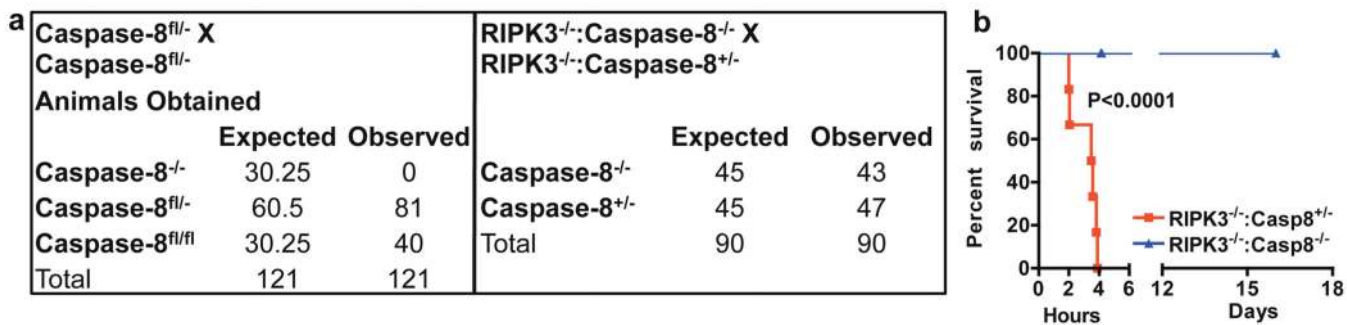 a
Caspase-8fl/- X
Caspase-8fl/-
Animals Obtained
Expected Observed
Caspase-8-/- 30.25 0
Caspase-8fl/- 60.5 81
Caspase-8fl/fl 30.25 40
Total 121 121
RIPK3-/-:Caspase-8-/- X
RIPK3-/-:Caspase-8+/-
Expected Observed
Caspase-8-/- 45 43
Caspase-8+/- 45 47
Total 90 90
b
Percent survival
100
80
60
40
20
0
P<0.0001
RIPK3-/-:Casp8+/-
RIPK3-/-:Casp8-/-
0 2 4 6 12 15 18
Hours Days